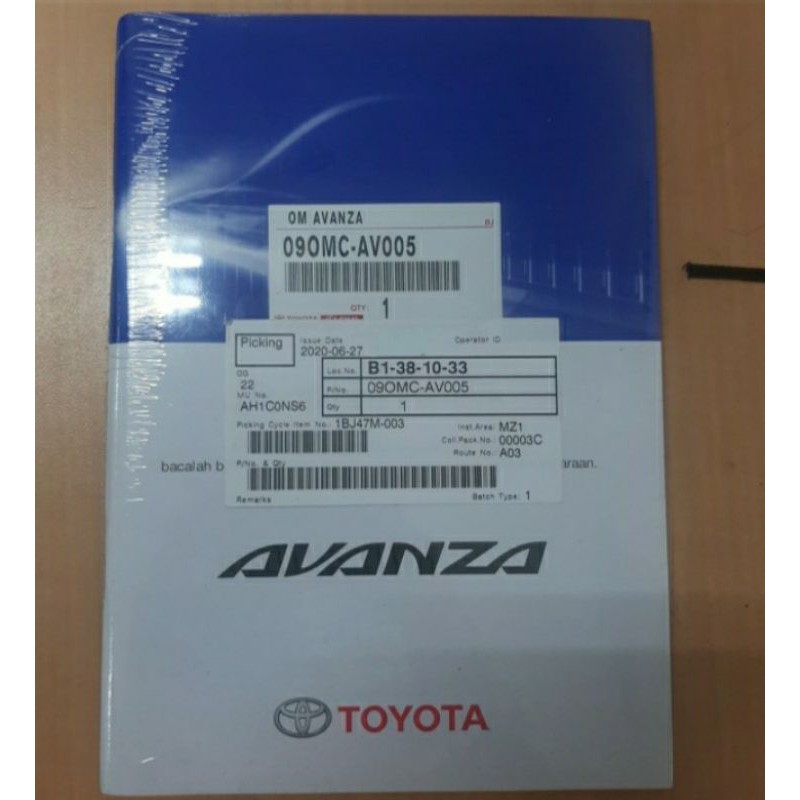 OM AVANZA
09OMC-AV005
QTY: 1
Picking
Issue Date
2020-06-27
Operator ID
Loc.No. B1-38-10-33
OG
22
P/No. 09OMC-AV005
MU No.
AH1C0NS6
Qty 1
Picking Cycle Item No.: 1BJ47M-003
Inst.Area: MZ1
Coll.Pack.No.: 00003C
Route No.: A03
P/No. & Qty
bacalah
Remarks
Batch Type: 1
AVANZA
TOYOTA